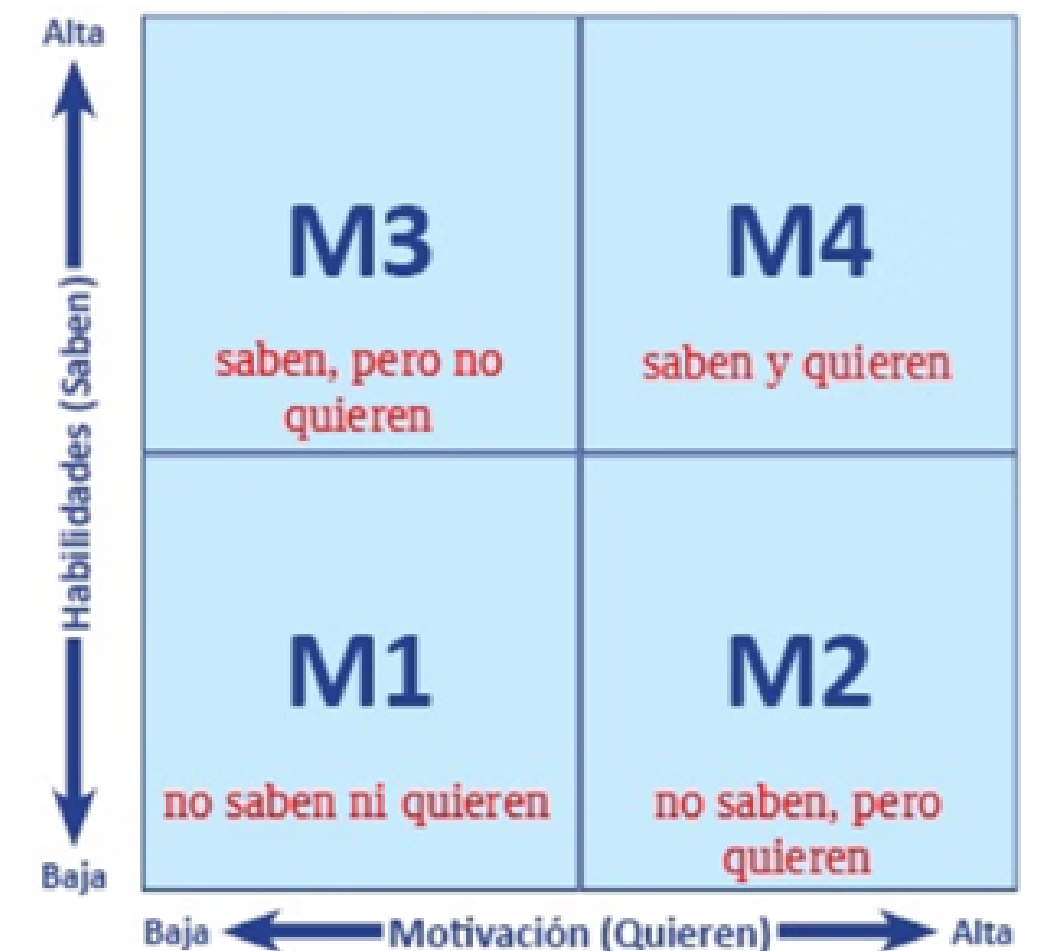 Alta
M3
M4
saben, pero no
quieren
saben y quieren
Habilidades (Saben)
M1
M2
no saben ni quieren
no saben, pero
quieren
Baja
Baja
Motivación (Quieren)
Alta